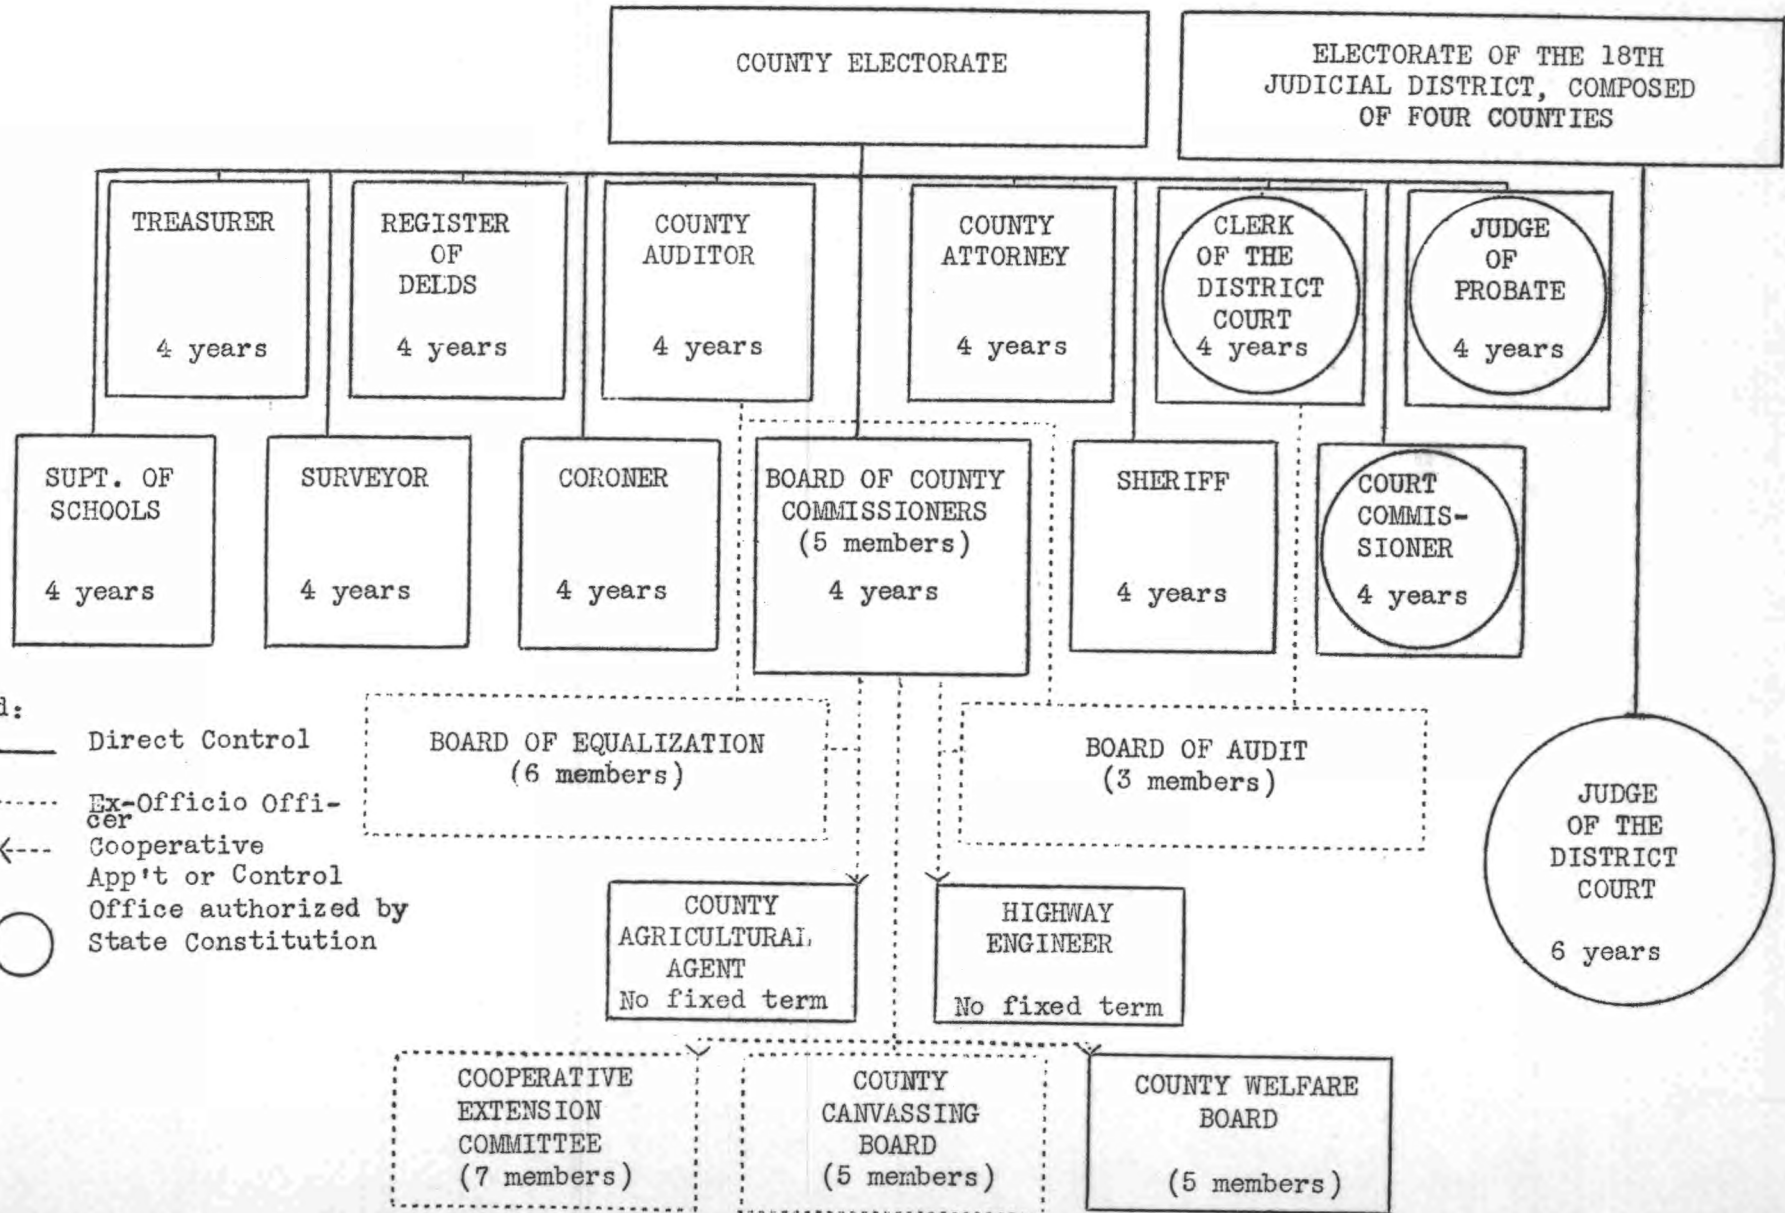 COUNTY ELECTORATE
ELECTORATE OF THE 18TH
JUDICIAL DISTRICT, COMPOSED
OF FOUR COUNTIES
TREASURER
4 years
REGISTER
OF
DELDS
4 years
COUNTY
AUDITOR
4 years
COUNTY
ATTORNEY
4 years
CLERK
OF THE
DISTRICT
COURT
4 years
JUDGE
OF
PROBATE
4 years
SUPT. OF
SCHOOLS
4 years
SURVEYOR
4 years
CORONER
4 years
BOARD OF COUNTY
COMMISSIONERS
(5 members)
4 years
SHERIFF
4 years
COURT
COMMIS-
SIONER
4 years
d:
Direct Control
Ex-Officio Offi-
cer
Cooperative
App't or Control
Office authorized by
State Constitution
BOARD OF EQUALIZATION
(6 members)
BOARD OF AUDIT
(3 members)
JUDGE
OF THE
DISTRICT
COURT
6 years
COUNTY
AGRICULTURAL
AGENT
No fixed term
HIGHWAY
ENGINEER
No fixed term
COOPERATIVE
EXTENSION
COMMITTEE
(7 members)
COUNTY
CANVASSING
BOARD
(5 members)
COUNTY WELFARE
BOARD
(5 members)